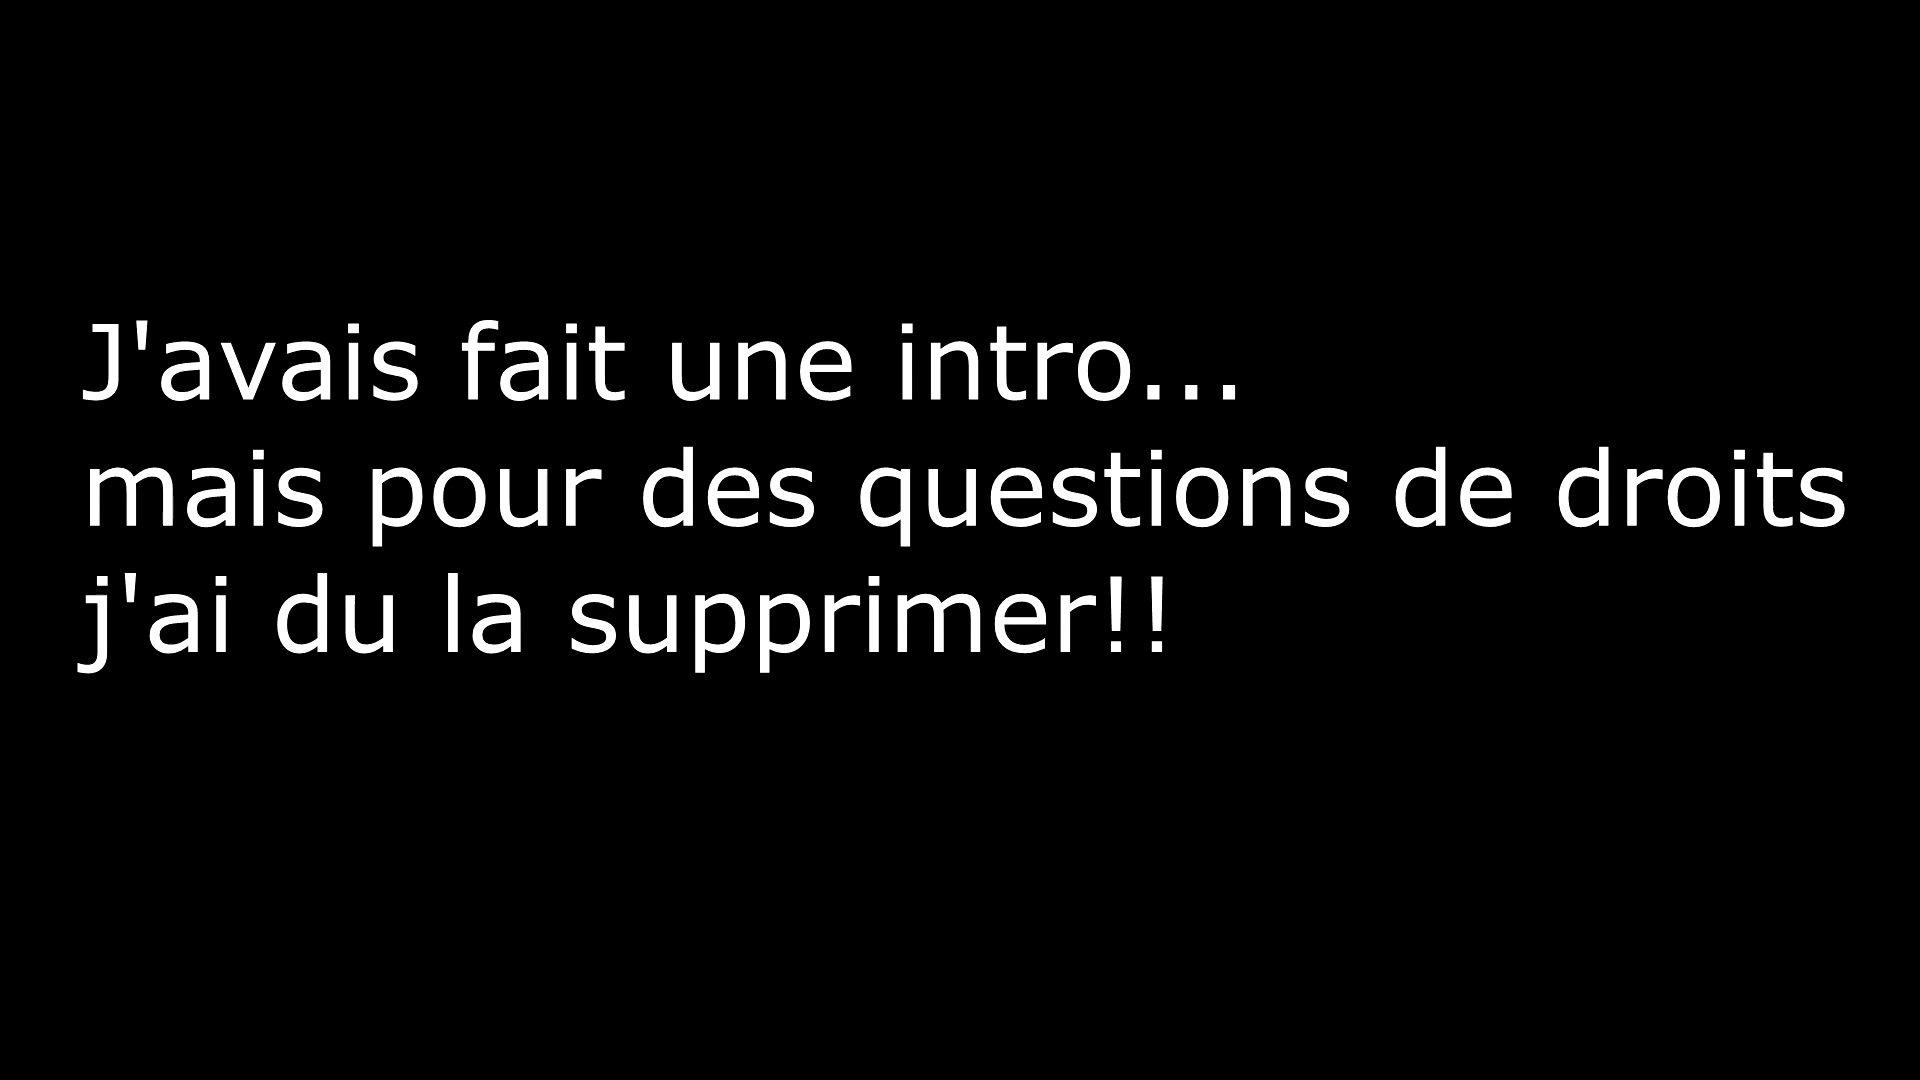 J'avais fait une intro...
mais pour des questions de droits
j'ai du la supprimer!!